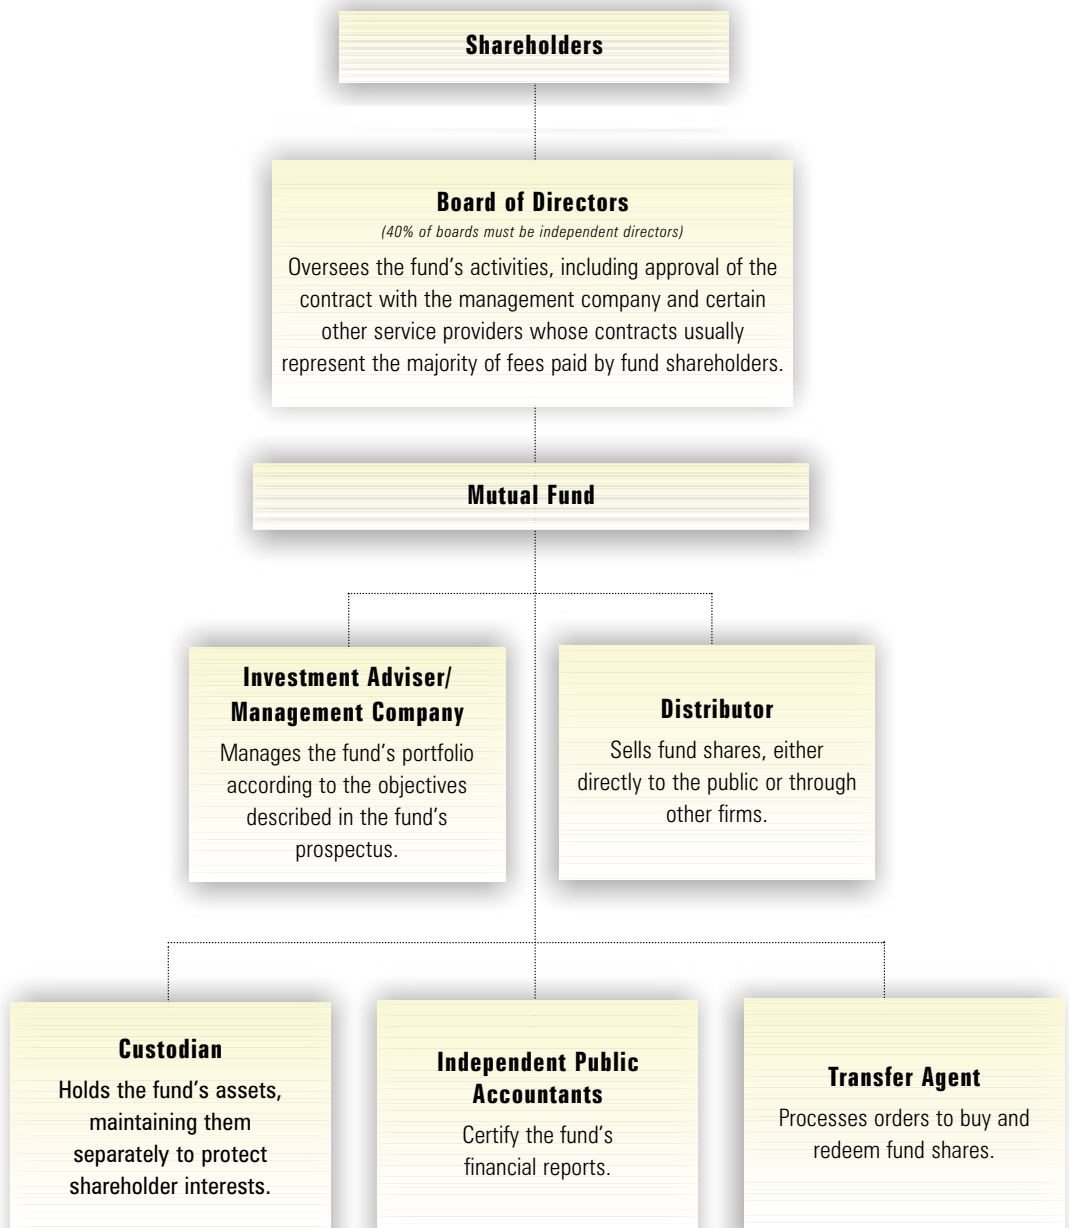 Shareholders
Board of Directors
(40% of boards must be independent directors)
Oversees the fund's activities, including approval of the
contract with the management company and certain
other service providers whose contracts usually
represent the majority of fees paid by fund shareholders.
Mutual Fund
Investment Adviser/
Management Company
Manages the fund's portfolio
according to the objectives
described in the fund's
prospectus.
Distributor
Sells fund shares, either
directly to the public or through
other firms.
Custodian
Holds the fund's assets,
maintaining them
separately to protect
shareholder interests.
Independent Public
Accountants
Certify the fund's
financial reports.
Transfer Agent
Processes orders to buy and
redeem fund shares.